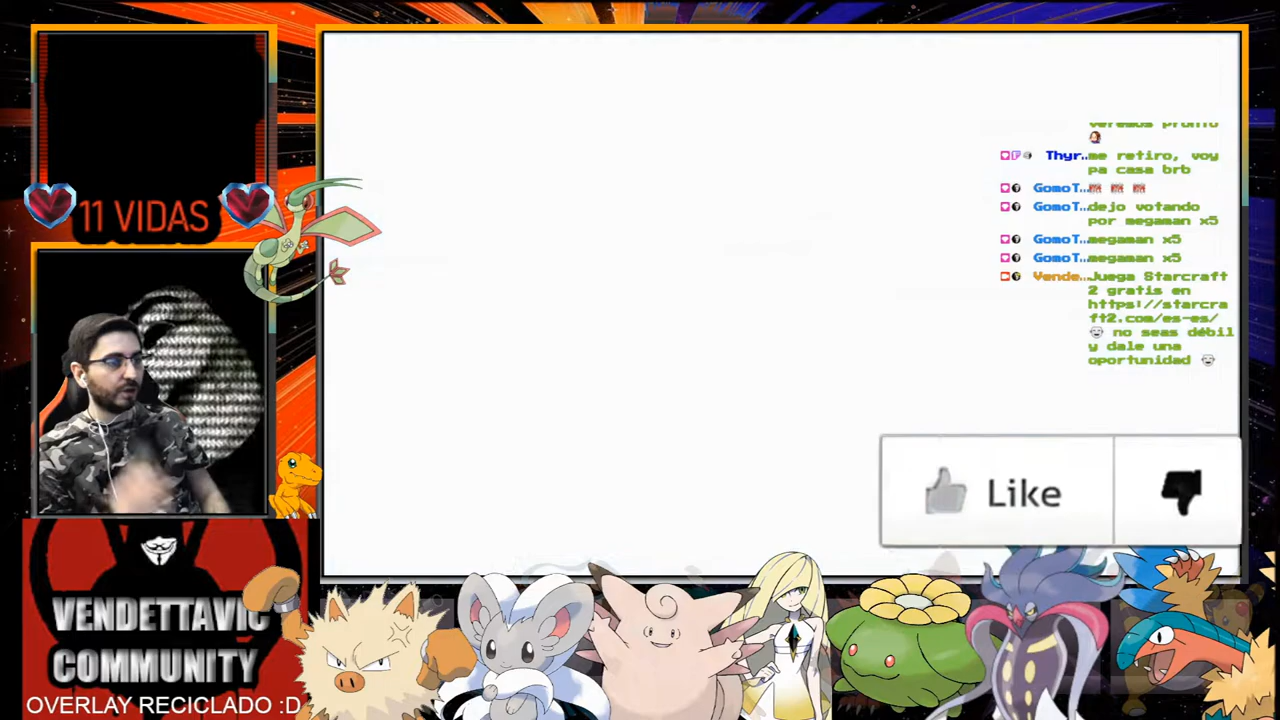 veremos pronto
Thyr..me retiro, voy
pa casa brb
GomoT...
GomoT...dejo votando
por megaman x5
GomoT...megaman x5
GomoT...megaman x5
Vende...Juega Starcraft
2 gratis en
https://starcra
ft2.com/es-es/
no seas débil
y dale una
oportunidad
11 VIDAS
Like
VENDETTAVIC
COMMUNITY
OVERLAY RECICLADO :D